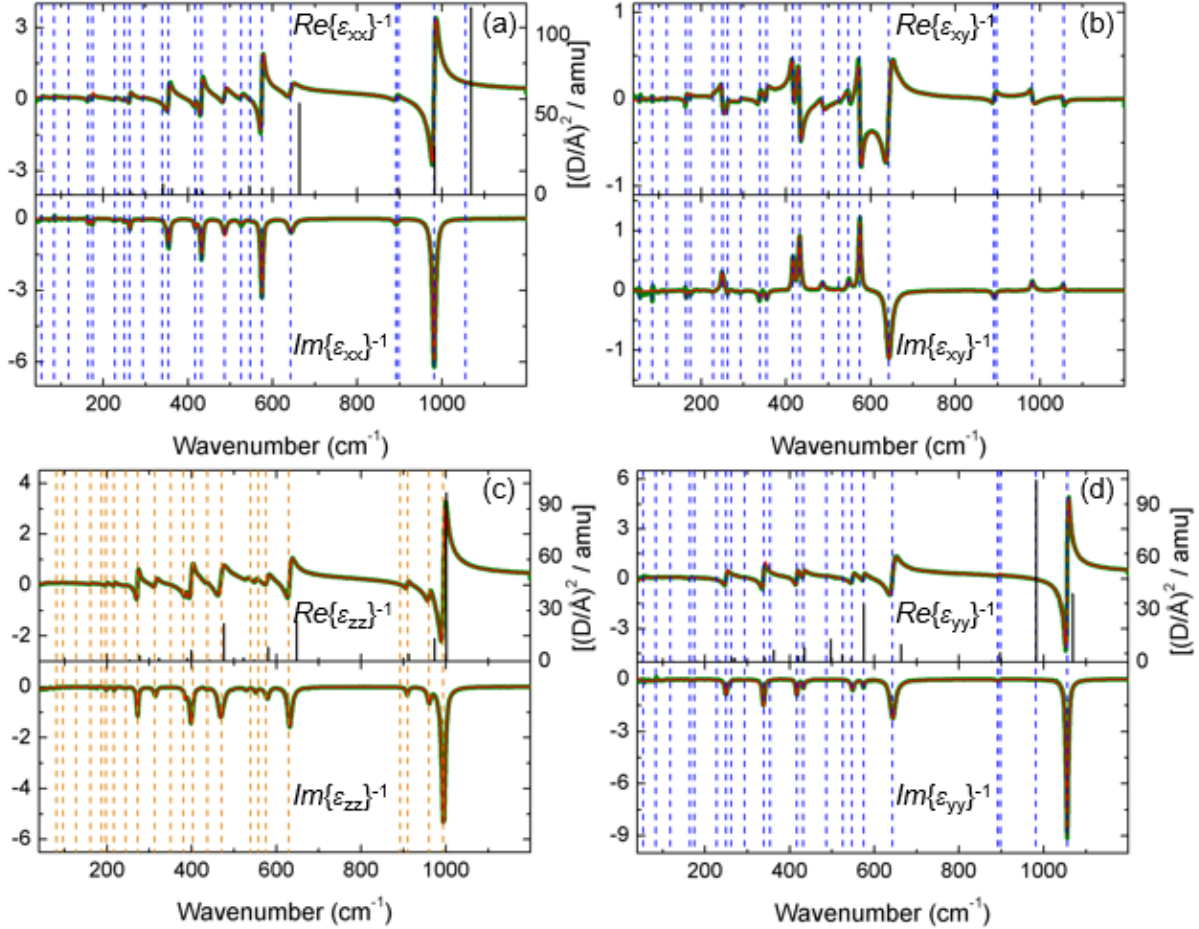 (a)
Re{εxx}⁻¹
3
0
-3
100
80
60
40
20
0
[(D/Å)² / amu]
0
-3
-6
Im{εxx}⁻¹
200 400 600 800 1000
Wavenumber (cm⁻¹)
(b)
Re{εxy}⁻¹
1
0
-1
1
0
-1
Im{εxy}⁻¹
200 400 600 800 1000
Wavenumber (cm⁻¹)
(c)
4
2
0
-2
Re{εzz}⁻¹
90
60
30
0
[(D/Å)² / amu]
0
-2
-4
-6
Im{εzz}⁻¹
200 400 600 800 1000
Wavenumber (cm⁻¹)
(d)
6
3
0
-3
Re{εyy}⁻¹
90
60
30
0
[(D/Å)² / amu]
0
-3
-6
-9
Im{εyy}⁻¹
200 400 600 800 1000
Wavenumber (cm⁻¹)